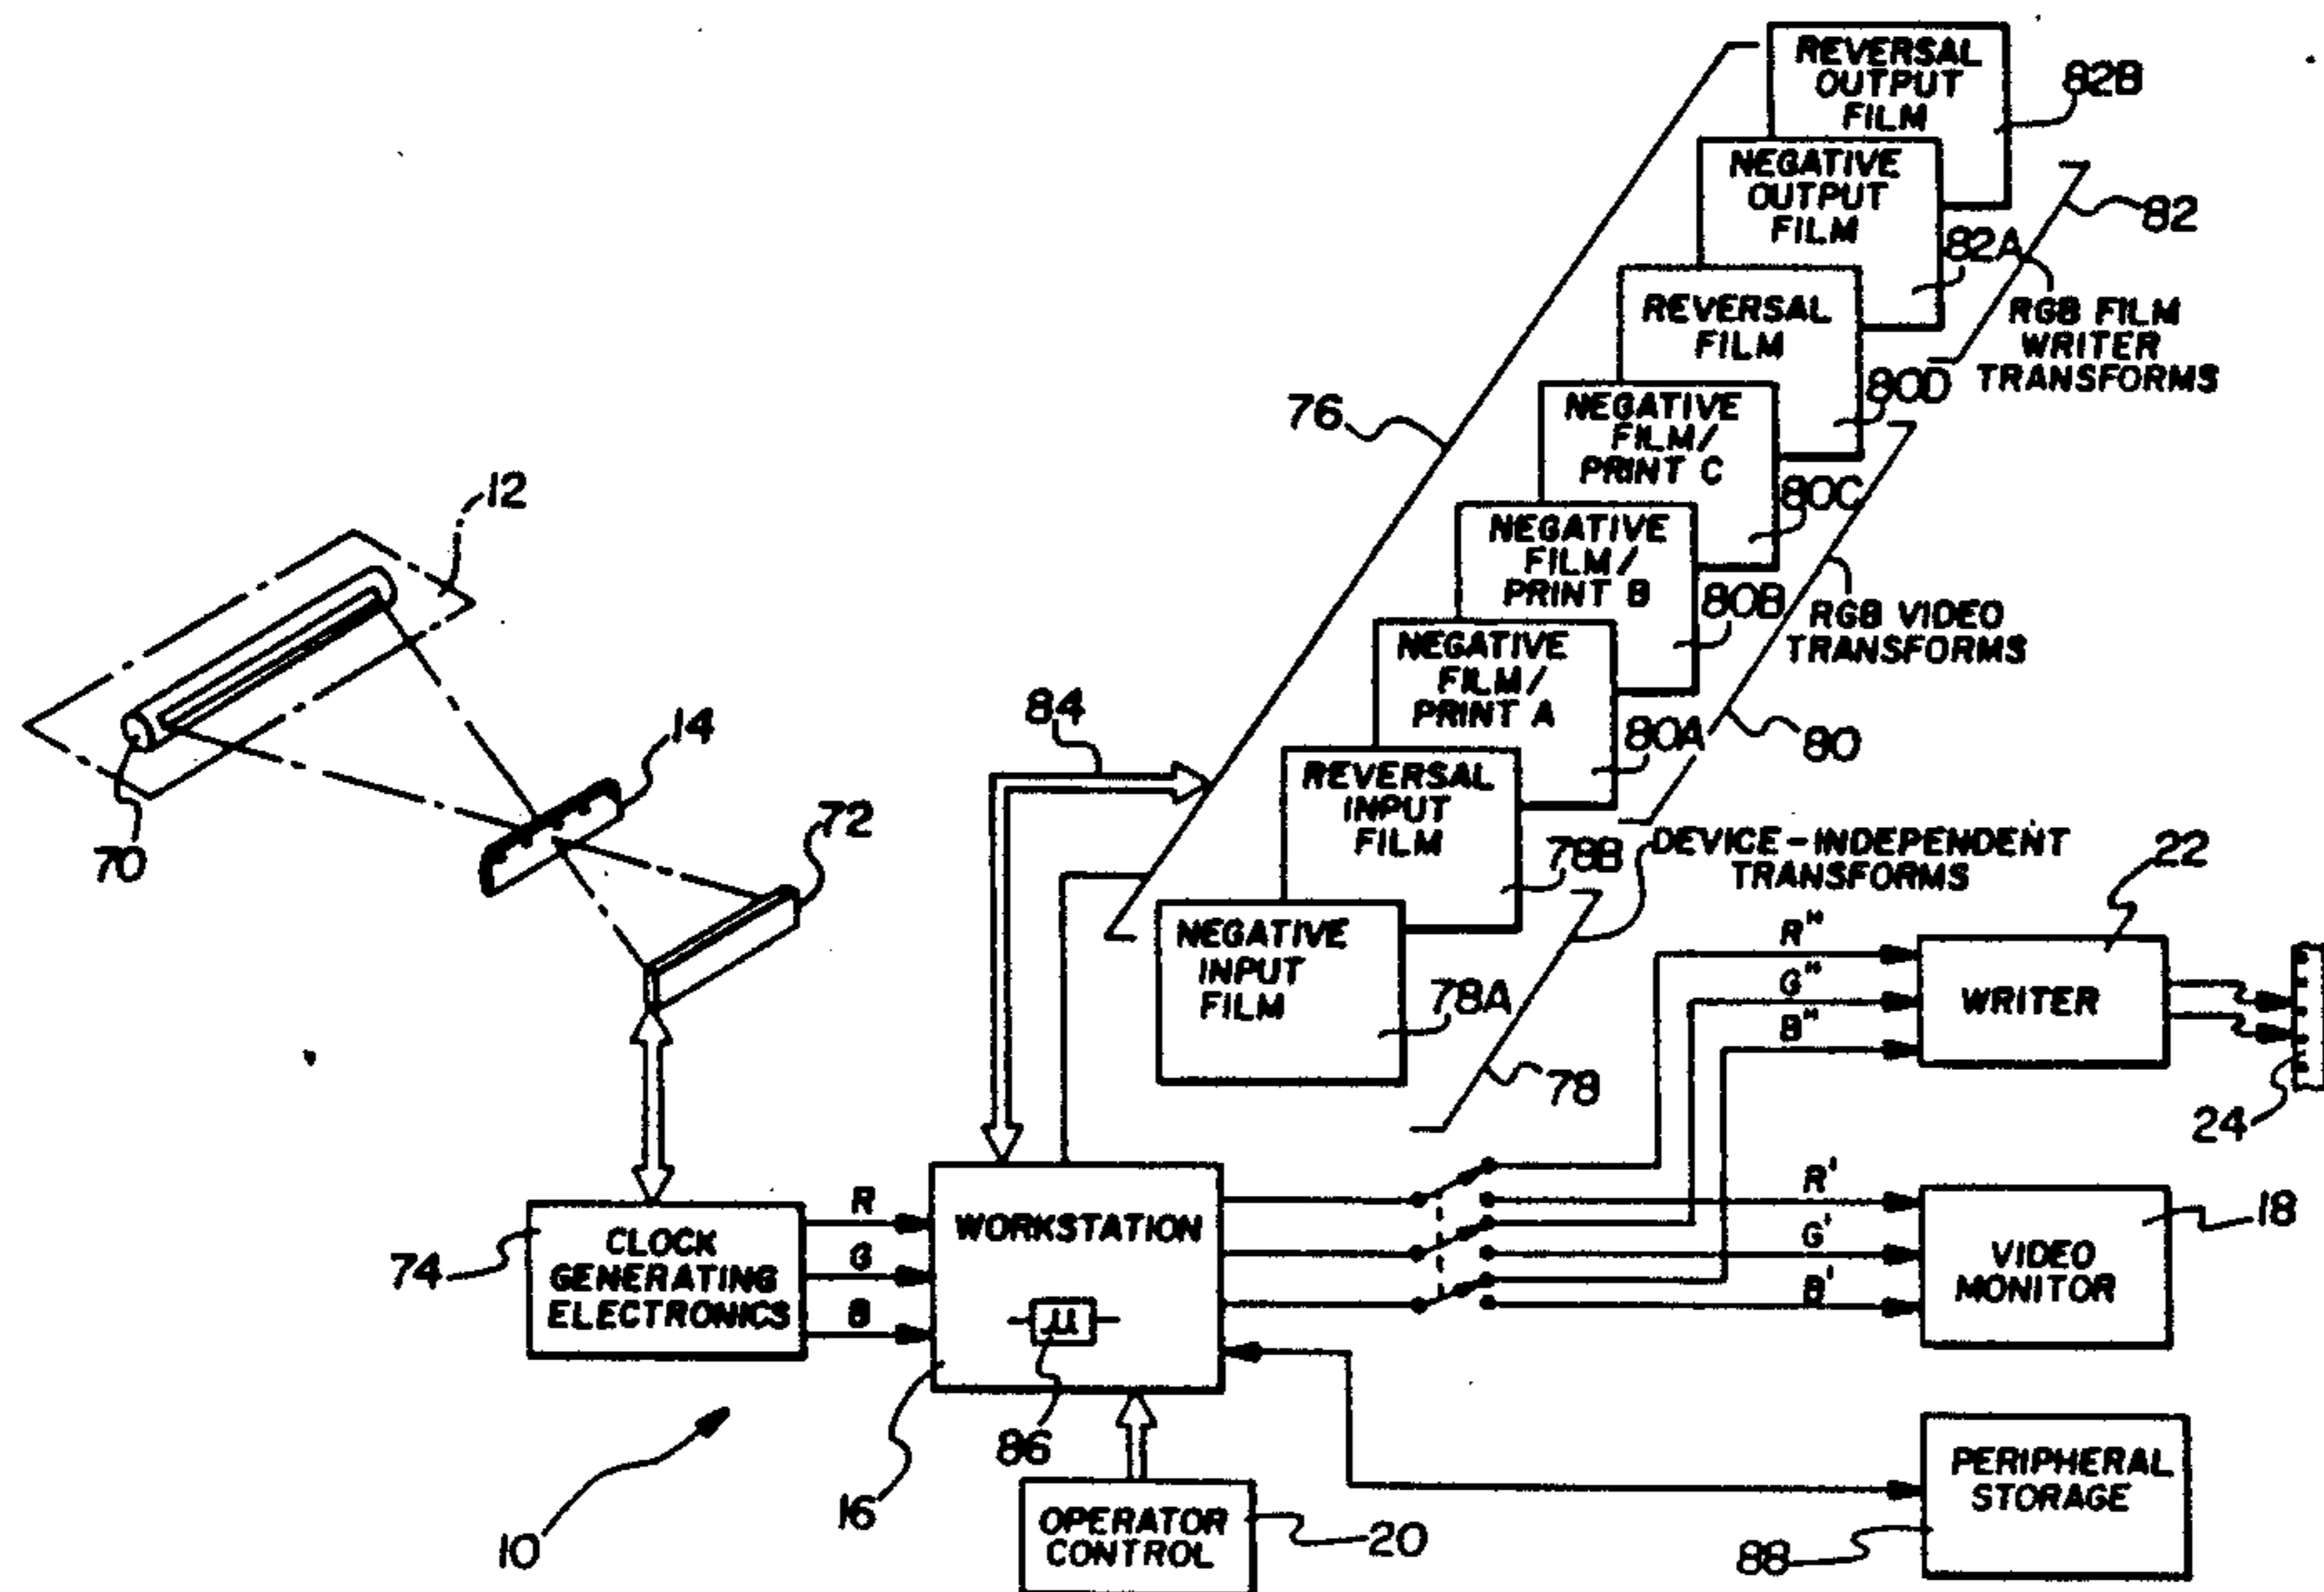 REVERSAL
OUTPUT
FILM
82B
NEGATIVE
OUTPUT
FILM
82
82A
REVERSAL
FILM
RGB FILM
WRITER
TRANSFORMS
80D
76
NEGATIVE
FILM/
PRINT C
80C
12
NEGATIVE
FILM/
PRINT B
80B
RGB VIDEO
TRANSFORMS
NEGATIVE
FILM/
PRINT A
80A
80
84
14
REVERSAL
INPUT
FILM
78B
72
70
DEVICE-INDEPENDENT
TRANSFORMS
22
NEGATIVE
INPUT
FILM
78A
78
R"
G"
B"
WRITER
24
74
CLOCK
GENERATING
ELECTRONICS
R
G
B
WORKSTATION
μ
86
16
R'
G'
B'
VIDEO
MONITOR
18
10
OPERATOR
CONTROL
20
PERIPHERAL
STORAGE
88